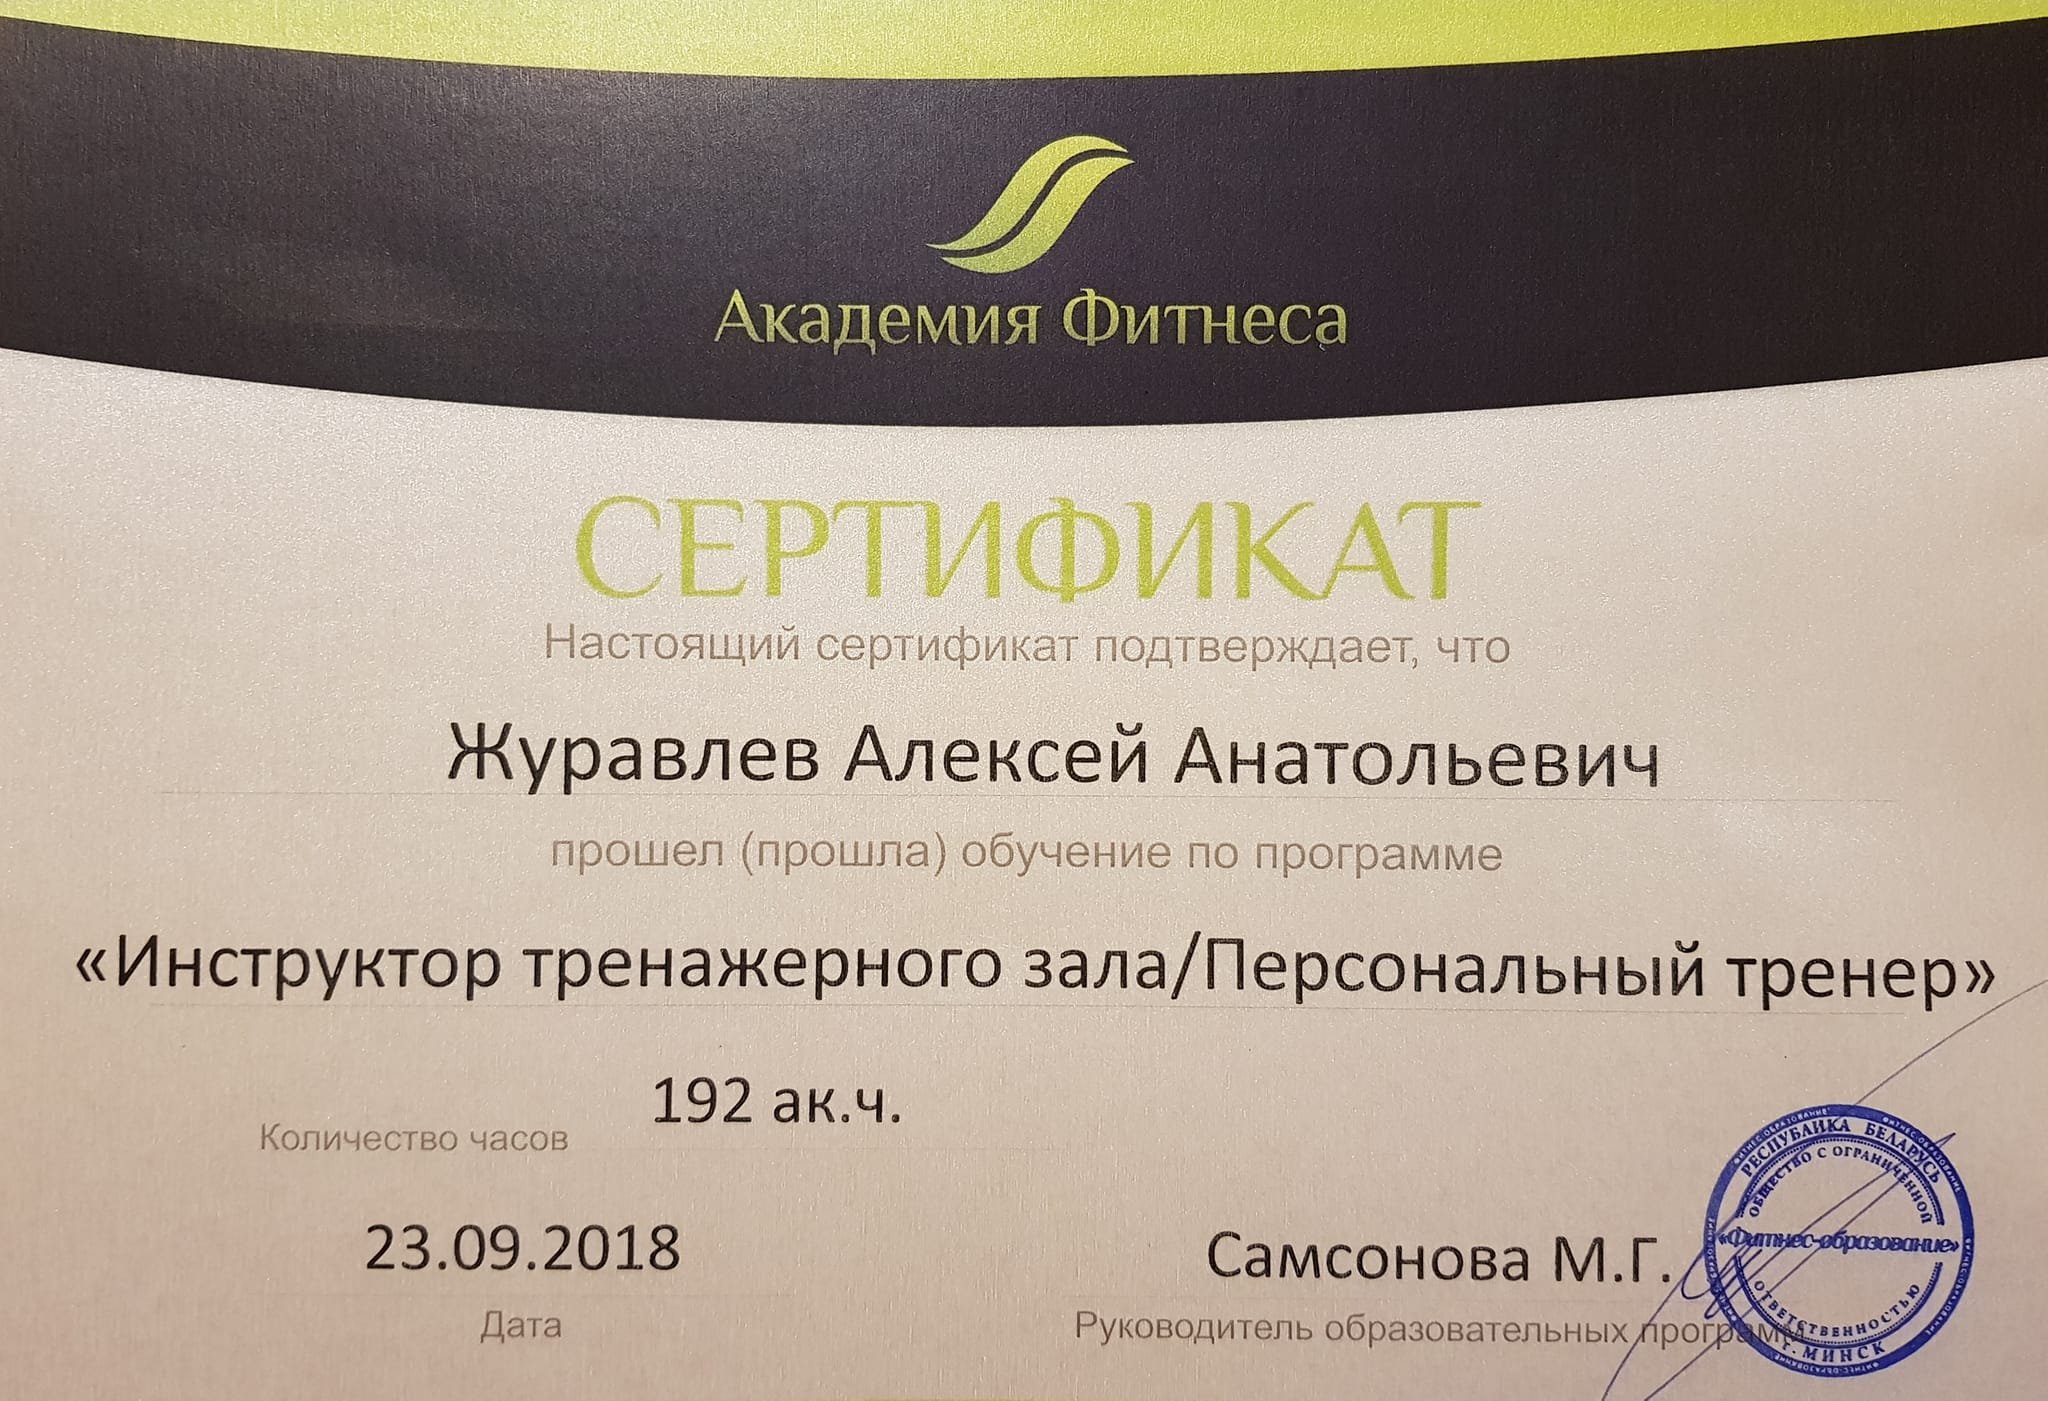 Академия Фитнеса
СЕРТИФИКАТ
Настоящий сертификат подтверждает, что
Журавлев Алексей Анатольевич
прошел (прошла) обучение по программе
«Инструктор тренажерного зала/Персональный тренер»
192 ак.ч.
Количество часов
23.09.2018
Дата
Самсонова М.Г.
Руководитель образовательных программ
РЕСПУБЛИКА БЕЛАРУСЬ
ОБЩЕСТВО С ОГРАНИЧЕННОЙ
«Фитнес-образование»
ОТВЕТСТВЕННОСТЬЮ
г. МИНСК